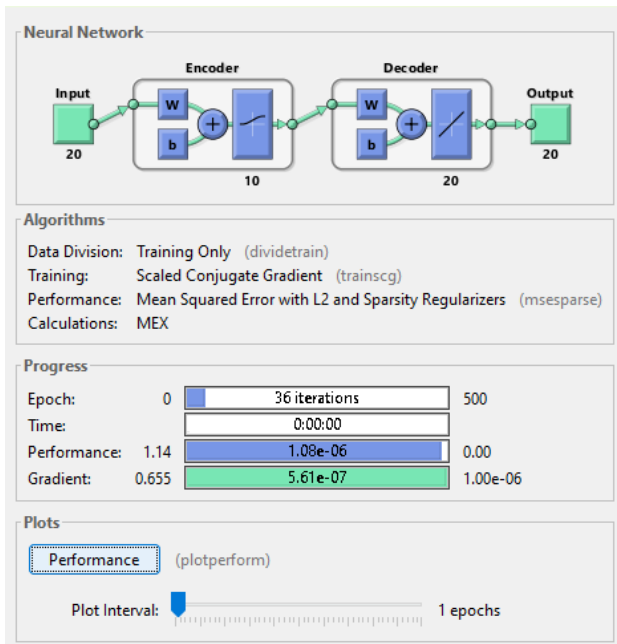 Neural Network
Encoder Decoder
Input Output
W W
b b
20 20
10 20
Algorithms
Data Division: Training Only (dividetrain)
Training: Scaled Conjugate Gradient (trainscg)
Performance: Mean Squared Error with L2 and Sparsity Regularizers (msesparse)
Calculations: MEX
Progress
Epoch: 0 36 iterations 500
Time: 0:00:00
Performance: 1.14 1.08e-06 0.00
Gradient: 0.655 5.61e-07 1.00e-06
Plots
Performance (plotperform)
Plot Interval: 1 epochs